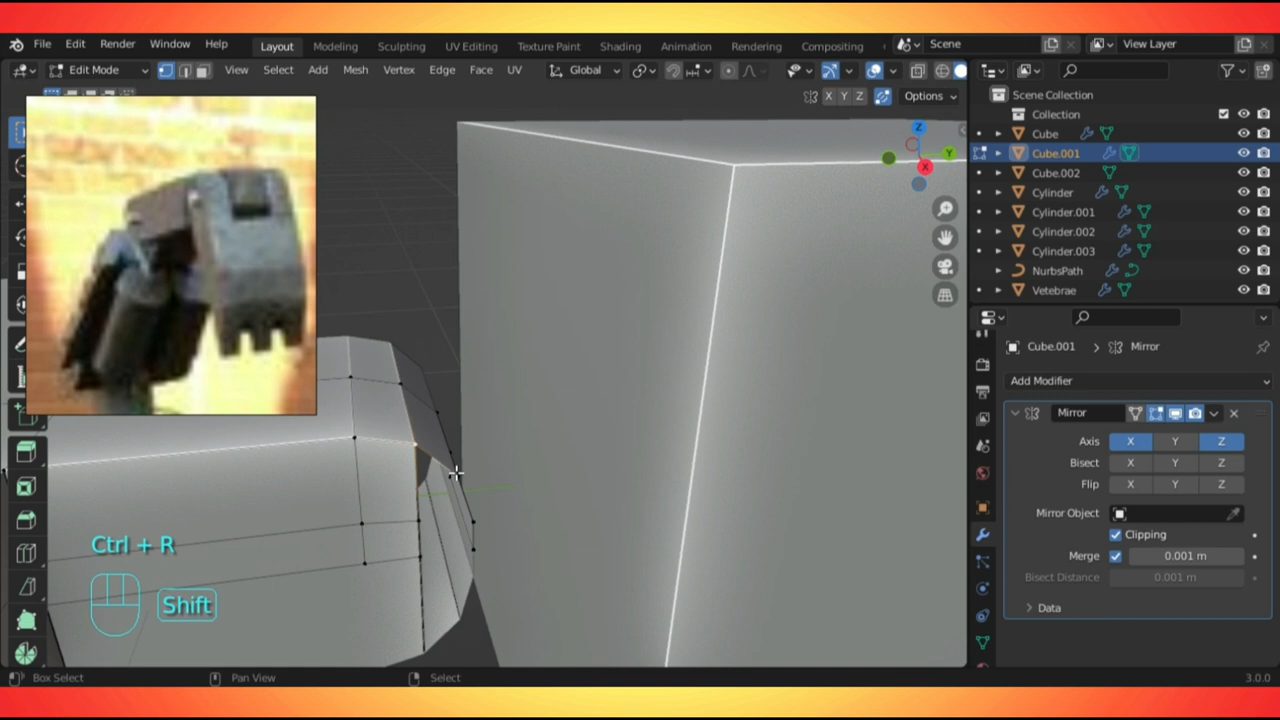 File Edit Render Window Help Layout Modeling Sculpting UV Editing Texture Paint Shading Animation Rendering Compositing Scene View Layer
Edit Mode View Select Add Mesh Vertex Edge Face UV Global
X Y Z Options
Scene Collection
Collection
Cube
Cube.001
Cube.002
Cylinder
Cylinder.001
Cylinder.002
Cylinder.003
NurbsPath
Vetebrae
Z
Y
X
Cube.001 Mirror
Add Modifier
Mirror
Axis X Y Z
Bisect X Y Z
Flip X Y Z
Mirror Object
Clipping
Merge 0.001 m
Bisect Distance 0.001 m
Data
Ctrl + R
Shift
Box Select Pan View Select 3.0.0